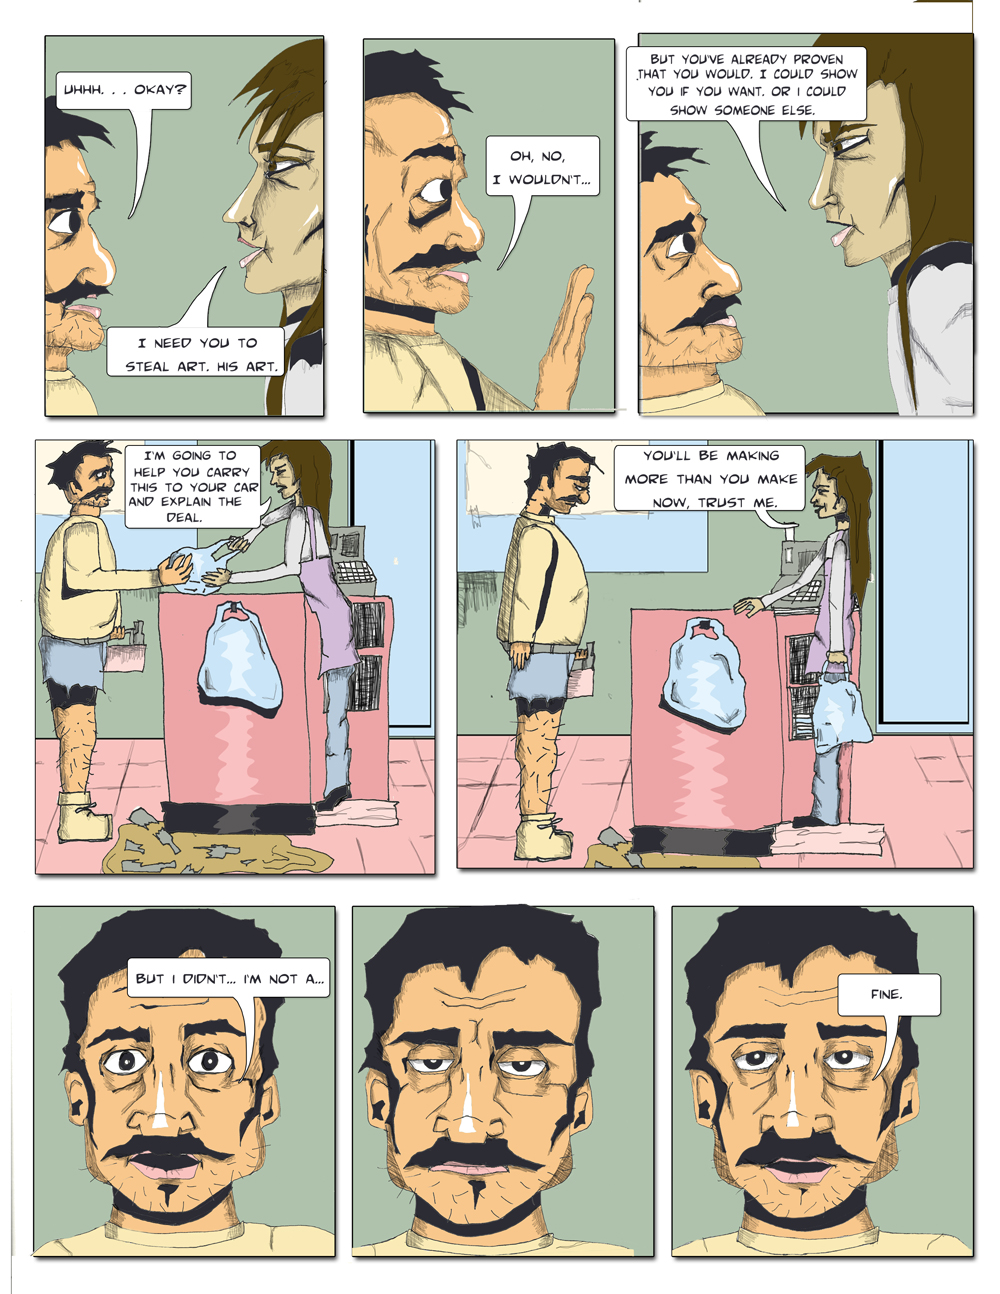 UHHH. . . OKAY?
I NEED YOU TO
STEAL ART. HIS ART.
OH, NO,
I WOULDN'T...
BUT YOU'VE ALREADY PROVEN
THAT YOU WOULD. I COULD SHOW
YOU IF YOU WANT. OR I COULD
SHOW SOMEONE ELSE.
I'M GOING TO
HELP YOU CARRY
THIS TO YOUR CAR
AND EXPLAIN THE
DEAL.
YOU'LL BE MAKING
MORE THAN YOU MAKE
NOW, TRUST ME.
BUT I DIDN'T... I'M NOT A...
FINE.